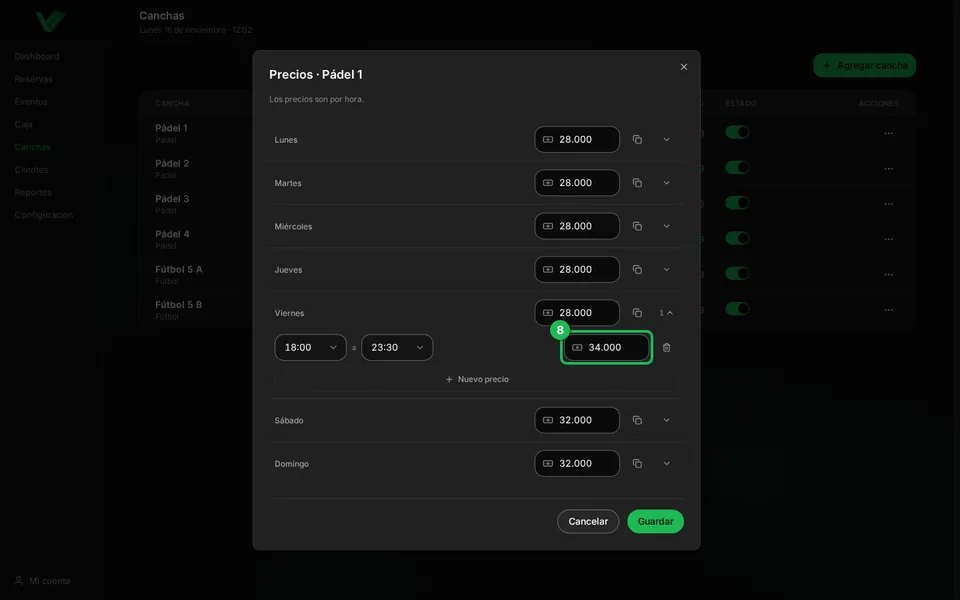 Canchas
Lunes 16 de noviembre · 12:02
Dashboard
Reservas
Eventos
Caja
Canchas
Clientes
Reportes
Configuración
Mi cuenta
+ Agregar cancha
CANCHA
ESTADO
ACCIONES
Pádel 1
Pádel
Pádel 2
Pádel
Pádel 3
Pádel
Pádel 4
Pádel
Fútbol 5 A
Fútbol
Fútbol 5 B
Fútbol
Precios · Pádel 1
Los precios son por hora.
Lunes 28.000
Martes 28.000
Miércoles 28.000
Jueves 28.000
Viernes 28.000 1
8
18:00 a 23:30 34.000
+ Nuevo precio
Sábado 32.000
Domingo 32.000
Cancelar Guardar